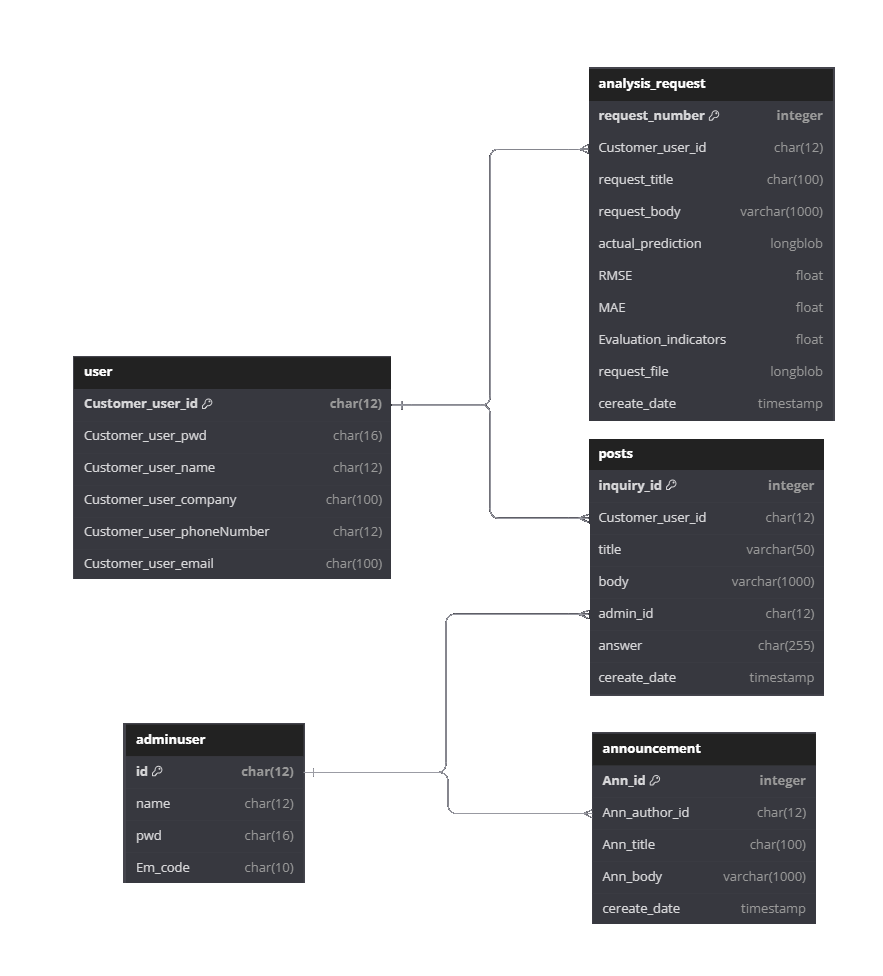 analysis_request
request_number integer
Customer_user_id char(12)
request_title char(100)
request_body varchar(1000)
actual_prediction longblob
RMSE float
MAE float
Evaluation_indicators float
request_file longblob
cereate_date timestamp
user
Customer_user_id char(12)
Customer_user_pwd char(16)
Customer_user_name char(12)
Customer_user_company char(100)
Customer_user_phoneNumber char(12)
Customer_user_email char(100)
posts
inquiry_id integer
Customer_user_id char(12)
title varchar(50)
body varchar(1000)
admin_id char(12)
answer char(255)
cereate_date timestamp
adminuser
id char(12)
name char(12)
pwd char(16)
Em_code char(10)
announcement
Ann_id integer
Ann_author_id char(12)
Ann_title char(100)
Ann_body varchar(1000)
cereate_date timestamp